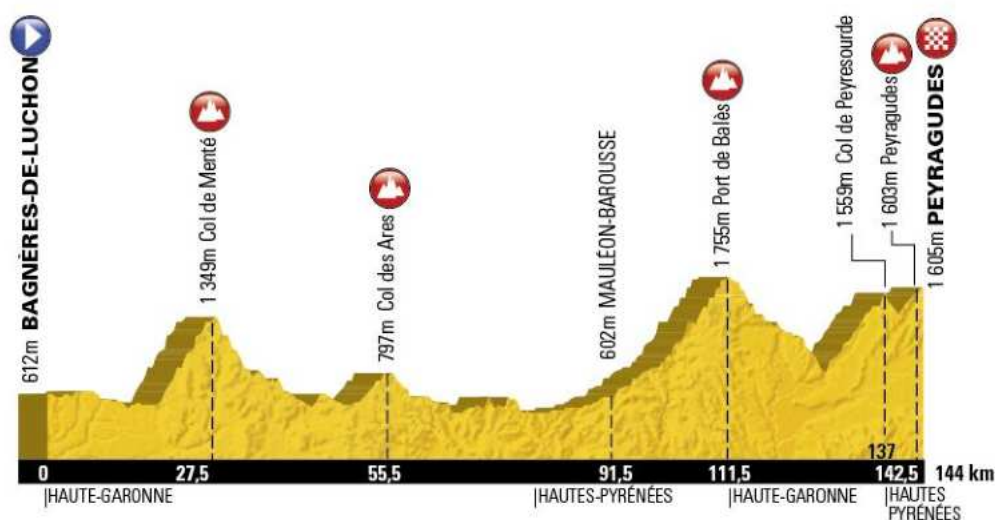 612m BAGNÈRES-DE-LUCHON
1 349m Col de Menté
797m Col des Ares
602m MAULÉON-BAROUSSE
1 755m Port de Balès
1 559m Col de Peyresourde
1 603m Peyragudes
1 605m PEYRAGUDES
137
0
27,5
55,5
91,5
111,5
142,5
144 km
HAUTE-GARONNE
HAUTES-PYRÉNÉES
HAUTE-GARONNE
HAUTES
PYRÉNÉES